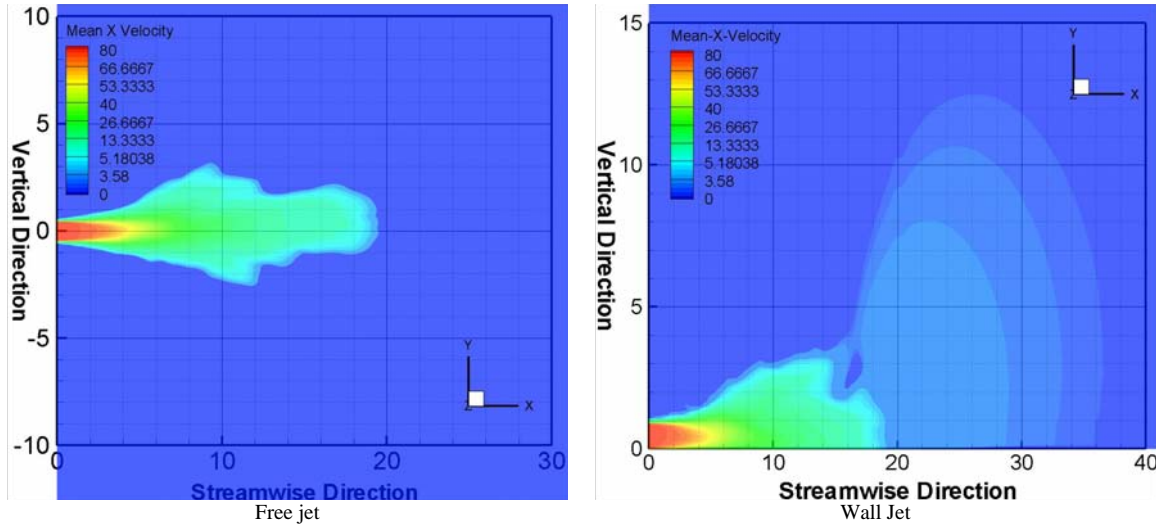 10
Mean X Velocity
80
66.6667
53.3333
40
26.6667
13.3333
5.18038
3.58
0
5
0
-5
-10
Vertical Direction
Y
Z X
0 10 20 30
Streamwise Direction
Free jet
15
Mean-X-Velocity
80
66.6667
53.3333
40
26.6667
13.3333
5.18038
3.58
0
Y
Z X
10
5
0
Vertical Direction
0 10 20 30 40
Streamwise Direction
Wall Jet